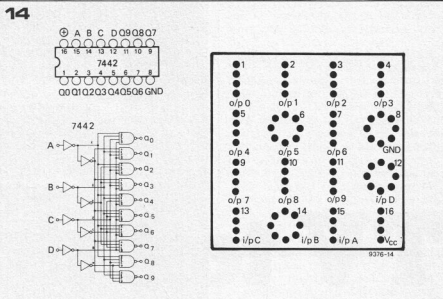 14
⊕ A B C D Q9 Q8 Q7
16 15 14 13 12 11 10 9
7442
1 2 3 4 5 6 7 8
Q0 Q1 Q2 Q3 Q4 Q5 Q6 GND
7442
A
B
C
D
Q0
Q1
Q2
Q3
Q4
Q5
Q6
Q7
Q8
Q9
1 2 3 4
o/p 0 o/p 1 o/p 2 o/p 3
5 6 7 8
GND
o/p 4 o/p 5 o/p 6
9 10 11 12
o/p 7 o/p 8 o/p 9 i/p D
13 14 15 16
i/p C i/p B i/p A Vcc
9376-14